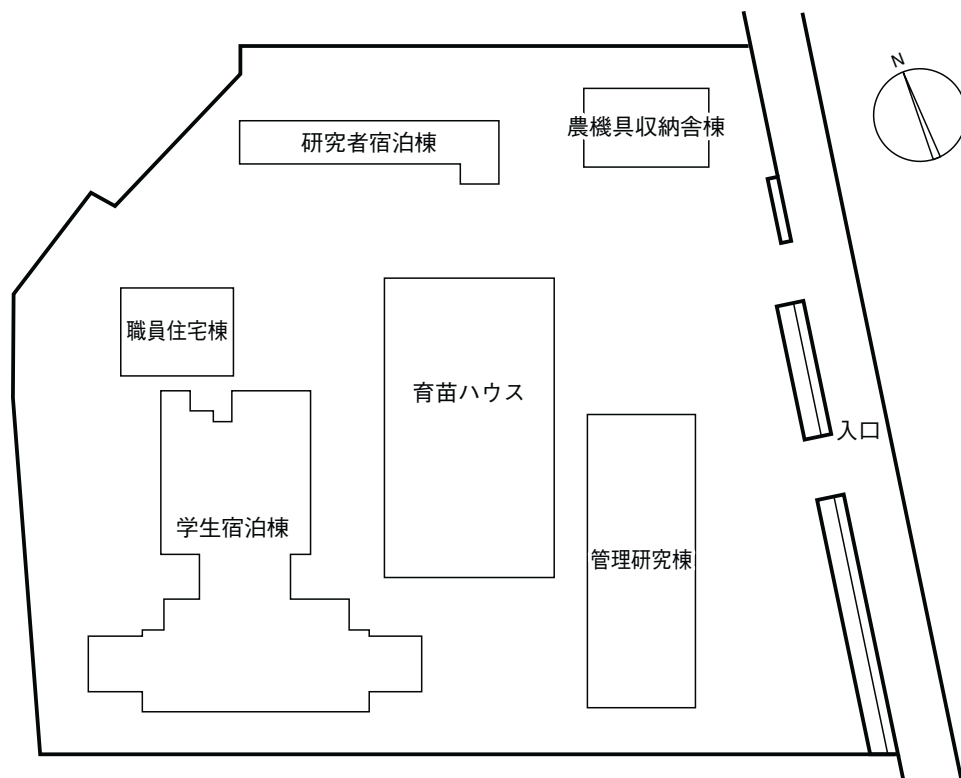 N
農機具収納舎棟
研究者宿泊棟
職員住宅棟
育苗ハウス
入口
学生宿泊棟
管理研究棟